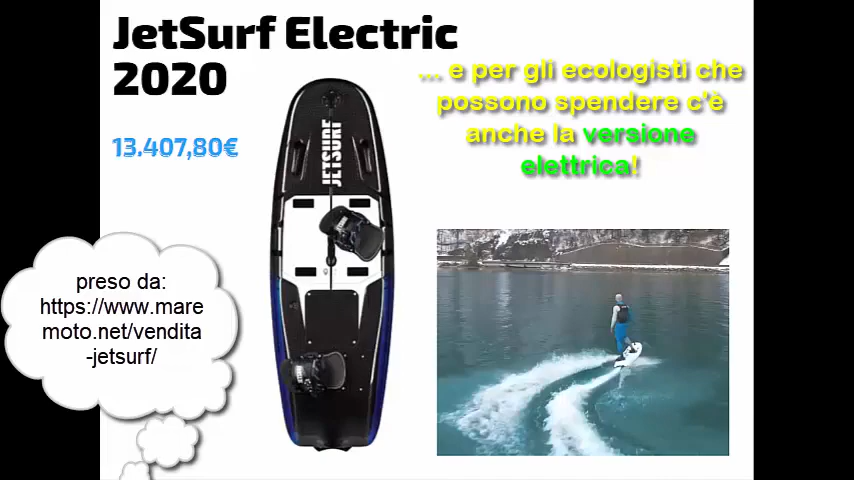 JetSurf Electric
2020
13.407,80€
... e per gli ecologisti che
possono spendere c'è
anche la versione
elettrica!
JETSURF
preso da:
https://www.mare
moto.net/vendita
-jetsurf/